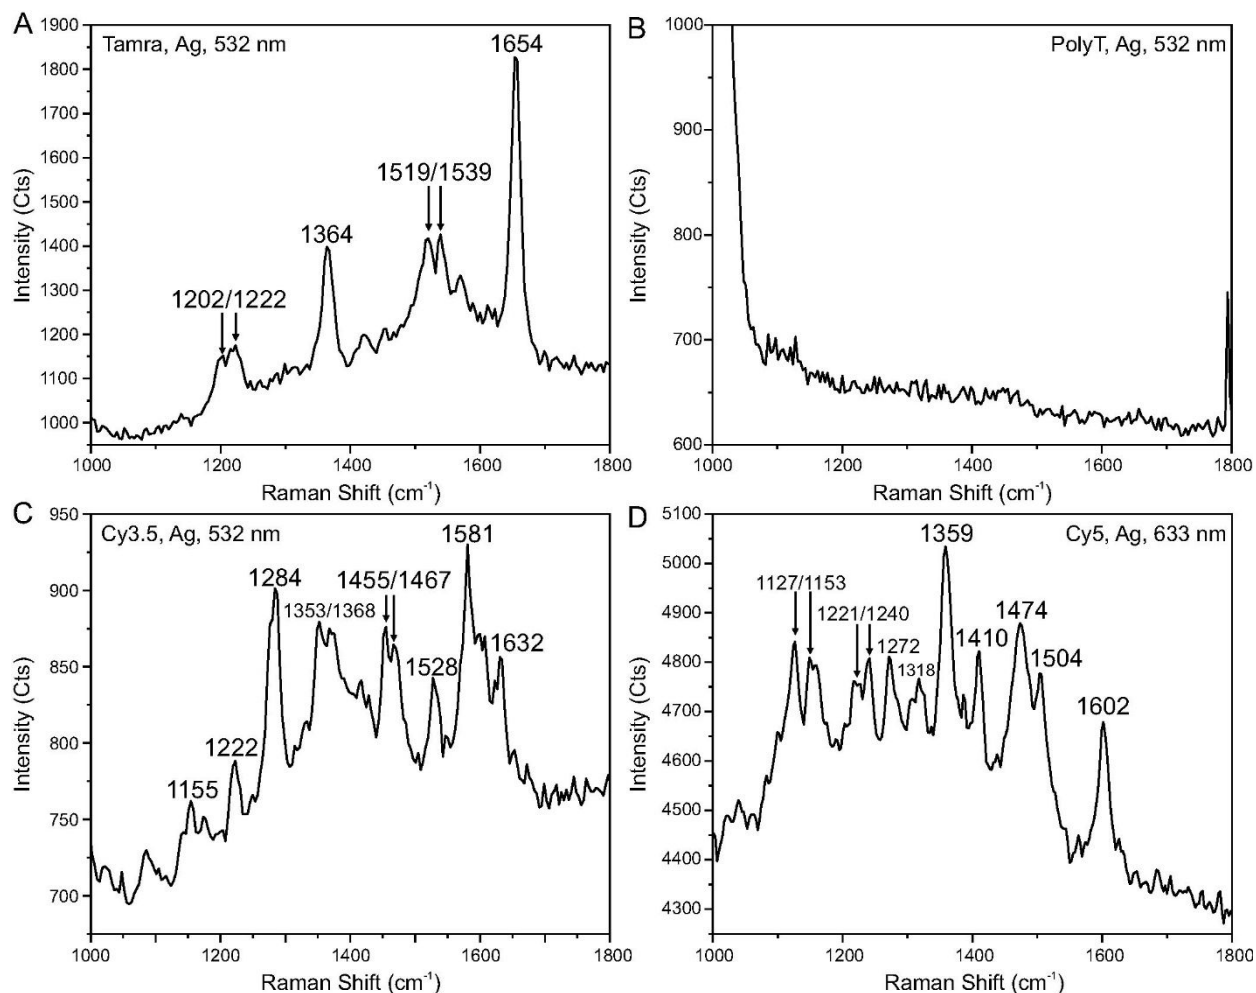 A
Tamra, Ag, 532 nm
1900
1800
1700
1600
1500
1400
1300
1200
1100
1000
Intensity (Cts)
1654
1519/1539
1364
1202/1222
1000 1200 1400 1600 1800
Raman Shift (cm⁻¹)
B
PolyT, Ag, 532 nm
1000
900
800
700
600
Intensity (Cts)
1000 1200 1400 1600 1800
Raman Shift (cm⁻¹)
C
Cy3.5, Ag, 532 nm
950
900
850
800
750
700
Intensity (Cts)
1581
1284
1455/1467
1353/1368
1632
1528
1222
1155
1000 1200 1400 1600 1800
Raman Shift (cm⁻¹)
D
Cy5, Ag, 633 nm
5100
5000
4900
4800
4700
4600
4500
4400
4300
Intensity (Cts)
1359
1127/1153
1221/1240
1474
1272
1410
1318
1504
1602
1000 1200 1400 1600 1800
Raman Shift (cm⁻¹)